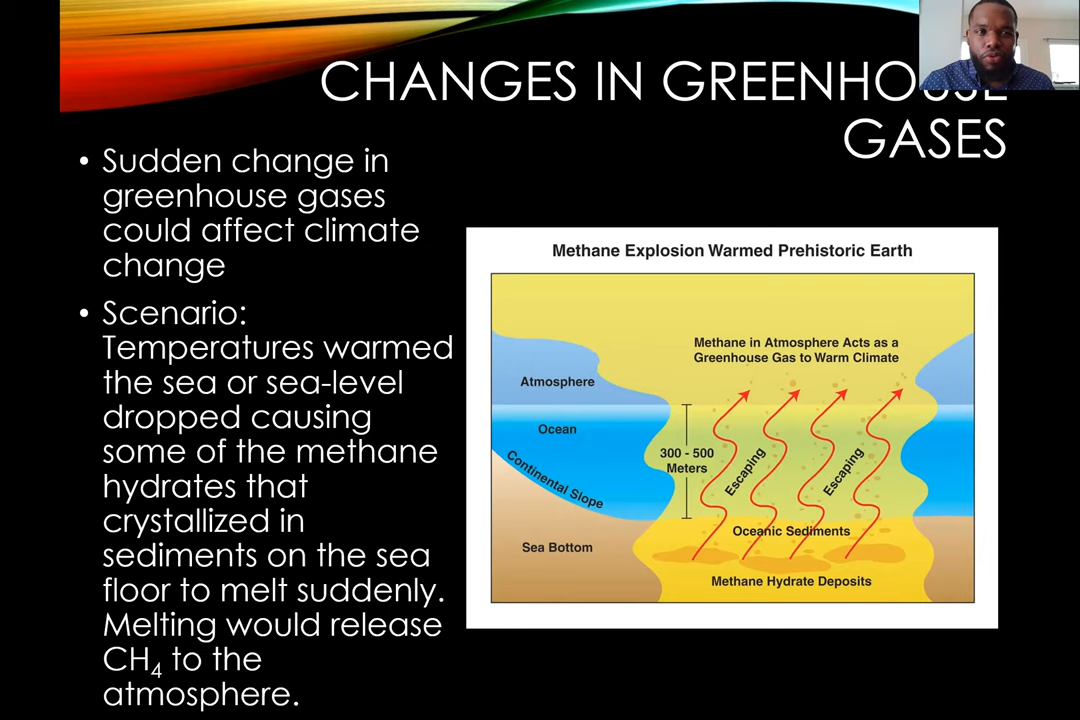 CHANGES IN GREENHOUSE
GASES
• Sudden change in
greenhouse gases
could affect climate
change
• Scenario:
Temperatures warmed
the sea or sea-level
dropped causing
some of the methane
hydrates that
crystallized in
sediments on the sea
floor to melt suddenly.
Melting would release
CH₄ to the
atmosphere.
Methane Explosion Warmed Prehistoric Earth
Methane in Atmosphere Acts as a
Greenhouse Gas to Warm Climate
Atmosphere
Ocean
Continental Slope
300 - 500
Meters
Escaping
Escaping
Oceanic Sediments
Sea Bottom
Methane Hydrate Deposits